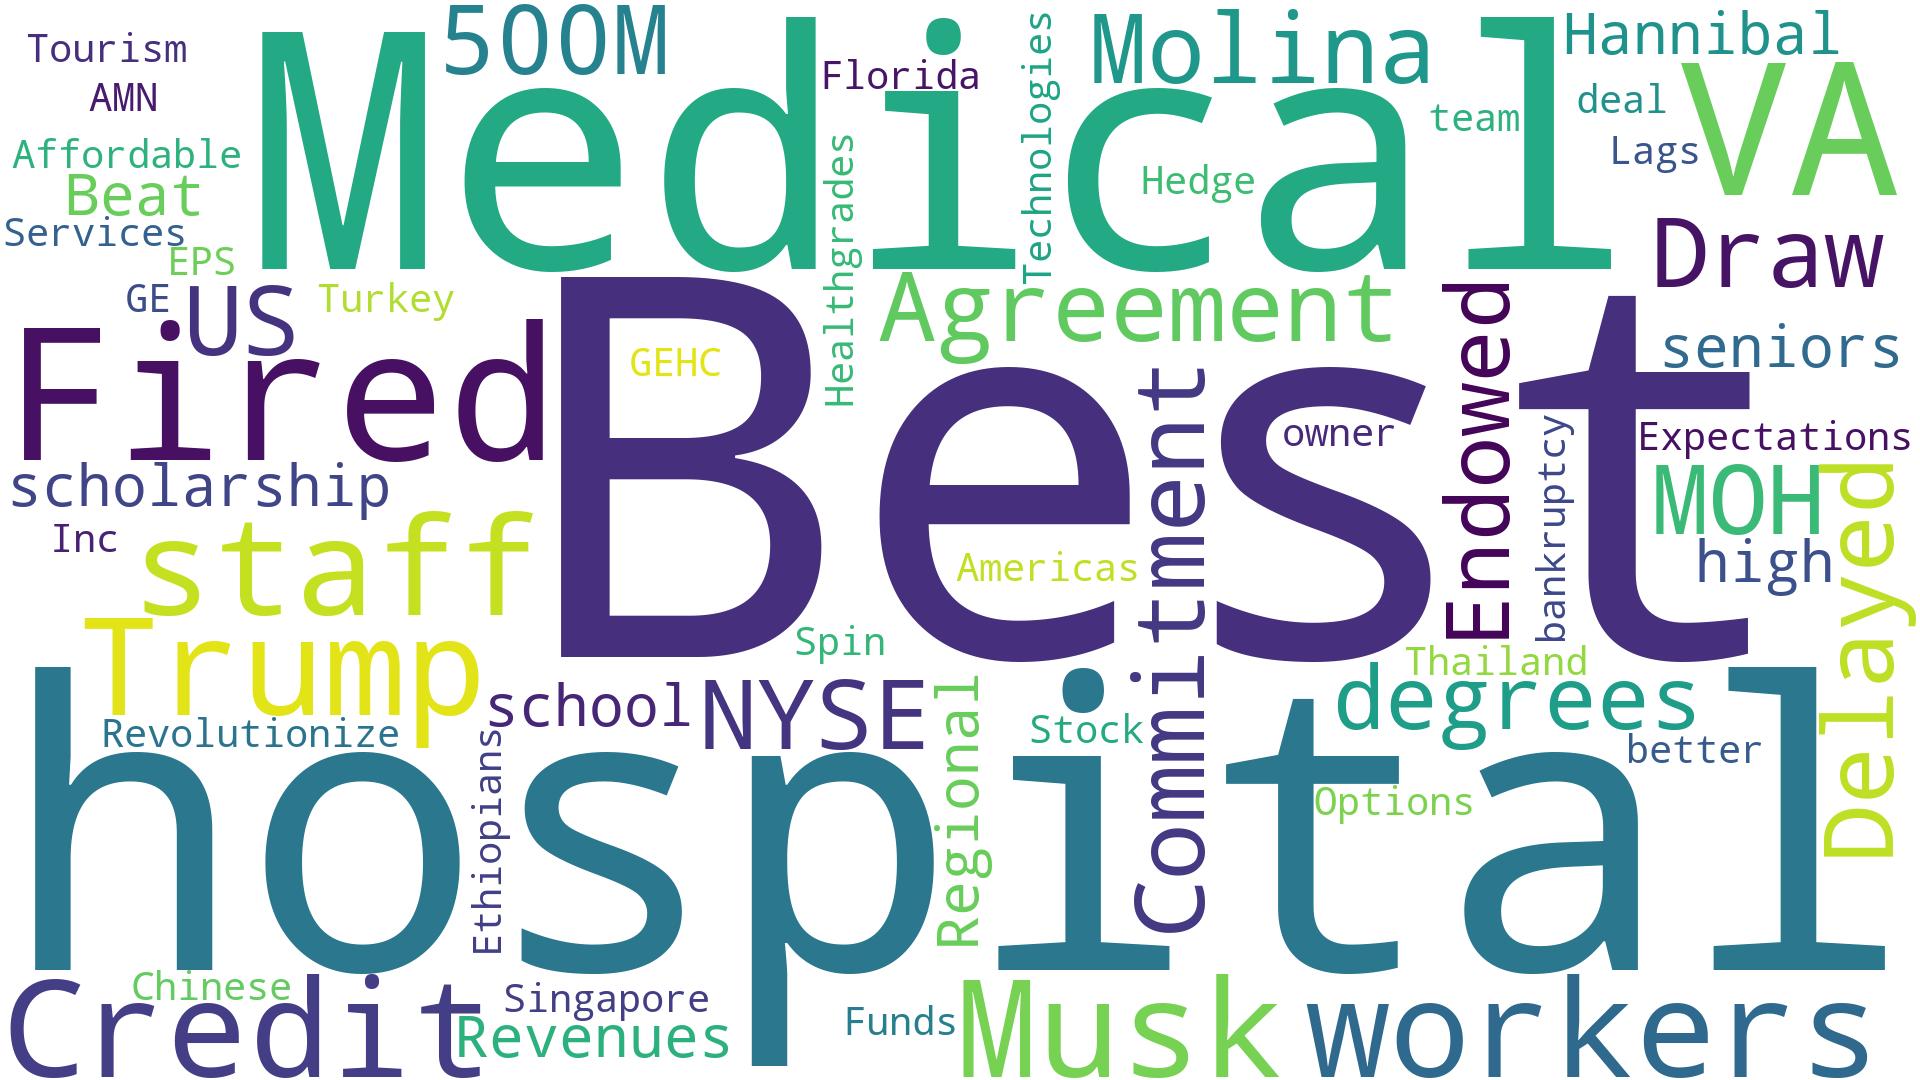 Tourism
500M
Medical
Florida
Technologies
Molina
Hannibal
AMN
deal
team
VA
Affordable
Lags
Beat
Healthgrades
Hedge
Services
EPS
Draw
GE
US
Turkey
Agreement
Endowed
Fired
Best
GEHC
seniors
Commitment
owner
bankruptcy
Expectations
scholarship
MOH
Delayed
Inc
staff
Americas
high
Trump
Spin
Thailand
school
NYSE
Regional
degrees
Revolutionize
Stock
better
hospital
Ethiopians
Options
Chinese
Credit
Singapore
Revenues
Funds
Musk
workers